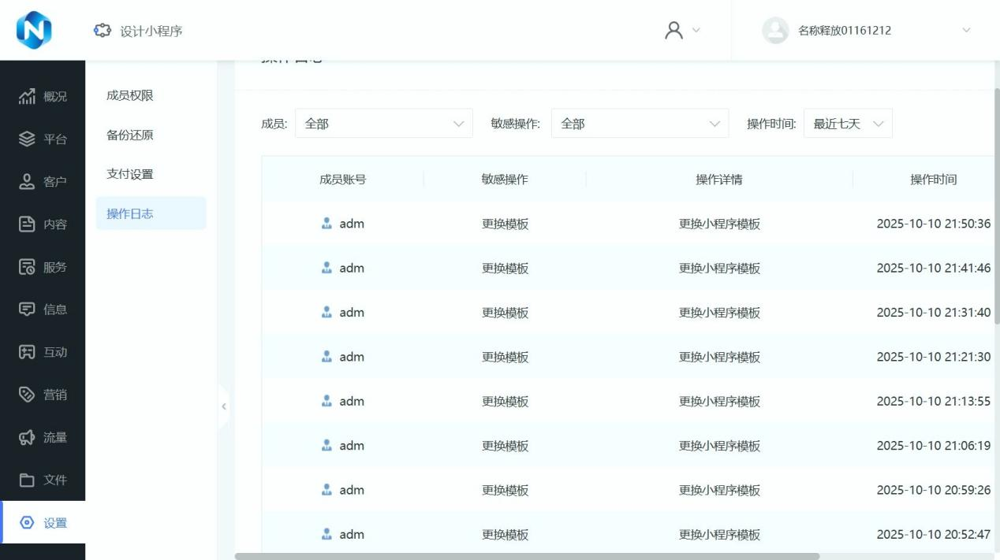 设计小程序
名称释放01161212
概况
平台
客户
内容
服务
信息
互动
营销
流量
文件
设置
成员权限
备份还原
支付设置
操作日志
操作日志
成员: 全部 敏感操作: 全部 操作时间: 最近七天
成员账号 敏感操作 操作详情 操作时间
adm 更换模板 更换小程序模板 2025-10-10 21:50:36
adm 更换模板 更换小程序模板 2025-10-10 21:41:46
adm 更换模板 更换小程序模板 2025-10-10 21:31:40
adm 更换模板 更换小程序模板 2025-10-10 21:21:30
adm 更换模板 更换小程序模板 2025-10-10 21:13:55
adm 更换模板 更换小程序模板 2025-10-10 21:06:19
adm 更换模板 更换小程序模板 2025-10-10 20:59:26
adm 更换模板 更换小程序模板 2025-10-10 20:52:47